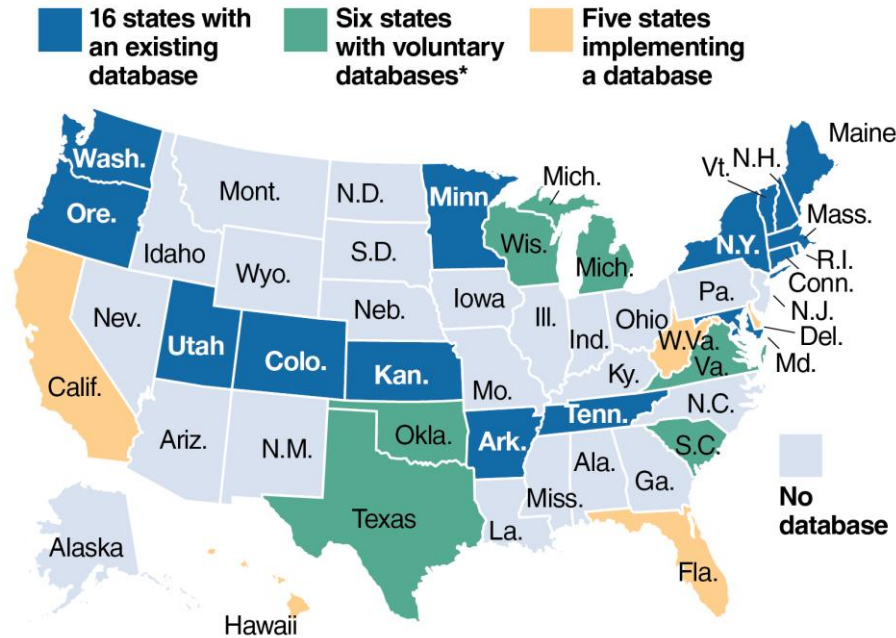 16 states with
an existing
database
Six states
with voluntary
databases*
Five states
implementing
a database
Wash.
Mont.
N.D.
Minn.
Mich.
Vt.
N.H.
Maine
Ore.
Idaho
Wyo.
S.D.
Wis.
Mich.
N.Y.
Mass.
R.I.
Conn.
N.J.
Del.
Md.
Nev.
Utah
Colo.
Neb.
Iowa
Ill.
Ind.
Ohio
Pa.
W.Va.
Va.
Calif.
Kan.
Mo.
Ky.
N.C.
Ariz.
N.M.
Okla.
Ark.
Tenn.
S.C.
Texas
La.
Miss.
Ala.
Ga.
Fla.
Alaska
Hawaii
No
database